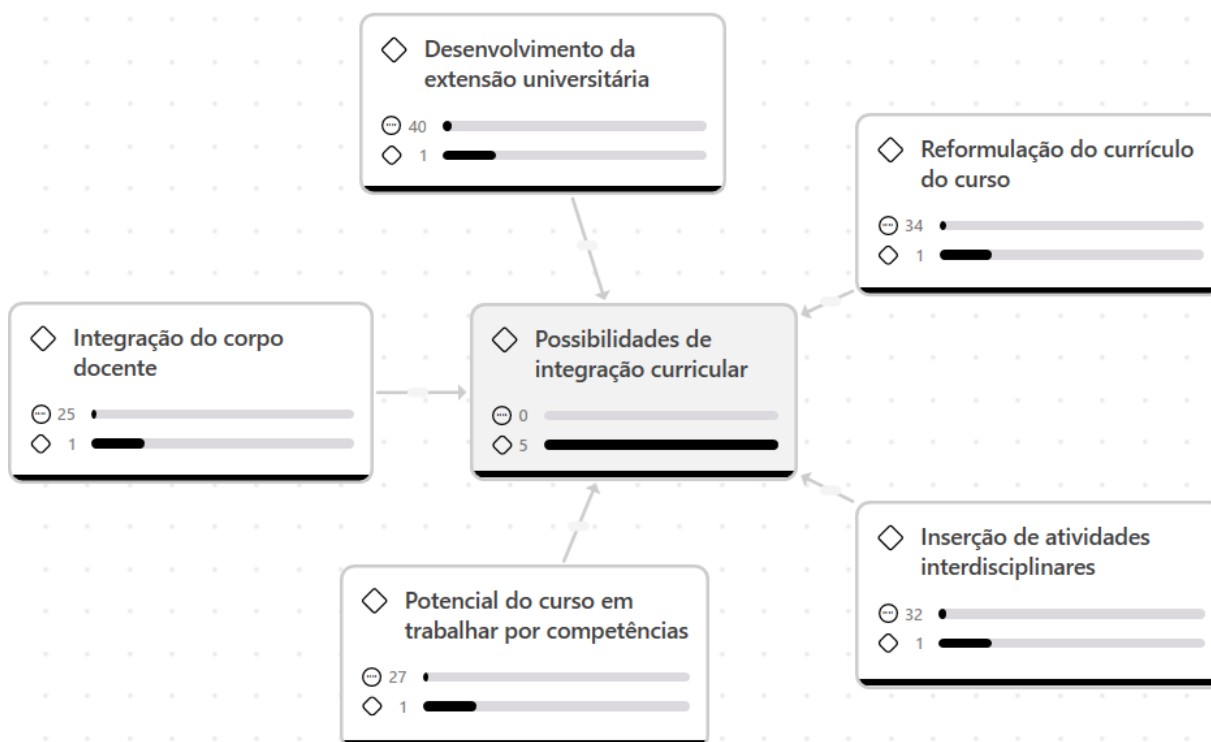 Desenvolvimento da
extensão universitária
40
1
Reformulação do currículo
do curso
34
1
Integração do corpo
docente
25
1
Possibilidades de
integração curricular
0
5
Inserção de atividades
interdisciplinares
32
1
Potencial do curso em
trabalhar por competências
27
1